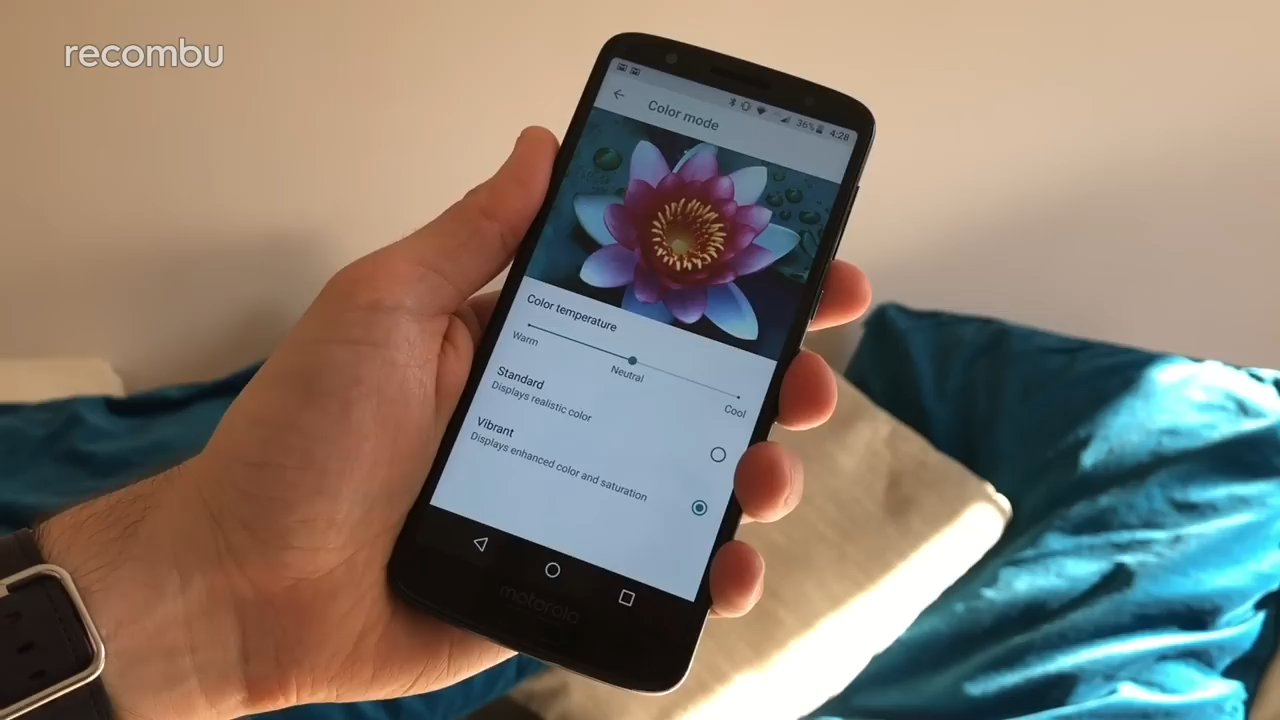 recombu
36% 4:28
Color mode
Color temperature
Warm
Neutral
Cool
Standard
Displays realistic color
Vibrant
Displays enhanced color and saturation
motorola